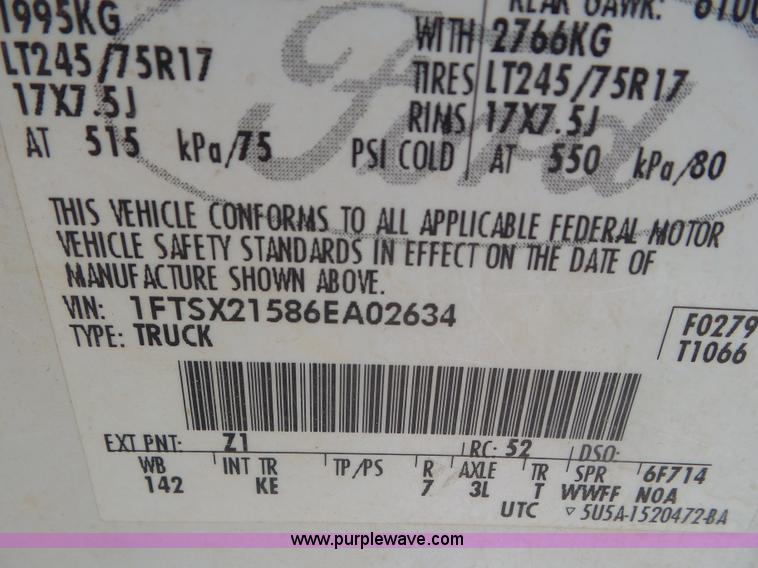 REAR GAWR: 6100
1995KG WITH 2766KG
LT245/75R17 TIRES LT245/75R17
17X7.5J RIMS 17X7.5J
AT 515 kPa/75 PSI COLD AT 550 kPa/80
Ford
THIS VEHICLE CONFORMS TO ALL APPLICABLE FEDERAL MOTOR
VEHICLE SAFETY STANDARDS IN EFFECT ON THE DATE OF
MANUFACTURE SHOWN ABOVE.
VIN: 1FTSX21586EA02634
TYPE: TRUCK
F0279
T1066
EXT PNT: Z1 RC: 52 DSO:
WB INT TR TP/PS R AXLE TR SPR 6F714
142 KE 7 3L T WWFF NOA
UTC ▽5U5A-1520472-BA
www.purplewave.com